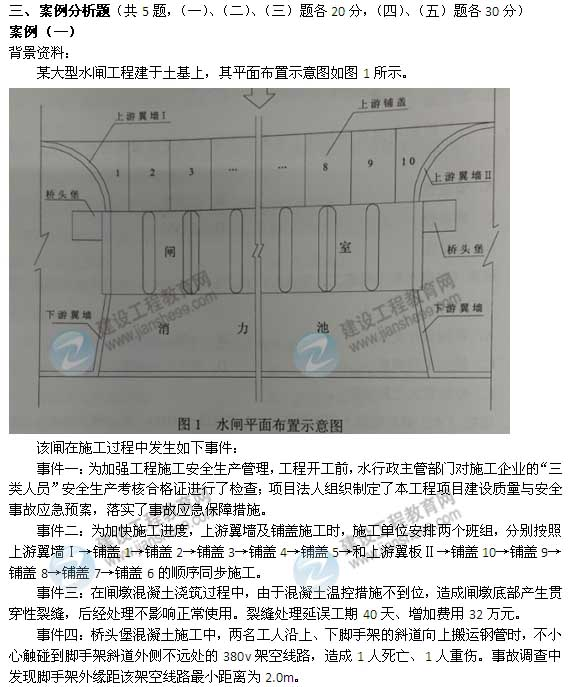 三、案例分析题（共 5 题，（一）、（二）、（三）题各 20 分，（四）、（五）题各 30 分）
案例（一）
背景资料：
某大型水闸工程建于土基上，其平面布置示意图如图 1 所示。
上游翼墙Ⅰ
上游铺盖
1
2
3
…
…
8
9
10
上游翼墙Ⅱ
桥头堡
闸
室
桥头堡
下游翼墙
消
力
池
下游翼墙
建设工程教育网
www.jianshe99.com
建设工程教育网
www.jianshe99.com
图 1 水闸平面布置示意图
该闸在施工过程中发生如下事件：
事件一：为加强工程施工安全生产管理，工程开工前，水行政主管部门对施工企业的“三
类人员”安全生产考核合格证进行了检查；项目法人组织制定了本工程项目建设质量与安全
事故应急预案，落实了事故应急保障措施。
事件二：为加快施工进度，上游翼墙及铺盖施工时，施工单位安排两个班组，分别按照
上游翼墙Ⅰ→铺盖 1→铺盖 2→铺盖 3→铺盖 4→铺盖 5→和上游翼板Ⅱ→铺盖 10→铺盖 9→
铺盖 8→铺盖 7→铺盖 6 的顺序同步施工。
事件三：在闸墩混凝土浇筑过程中，由于混凝土温控措施不到位，造成闸墩底部产生贯
穿性裂缝，后经处理不影响正常使用。裂缝处理延误工期 40 天、增加费用 32 万元。
事件四：桥头堡混凝土施工中，两名工人沿上、下脚手架的斜道向上搬运钢管时，不小
心触碰到脚手架斜道外侧不远处的 380v 架空线路，造成 1 人死亡、1 人重伤。事故调查中
发现脚手架外缘距该架空线路最小距离为 2.0m。